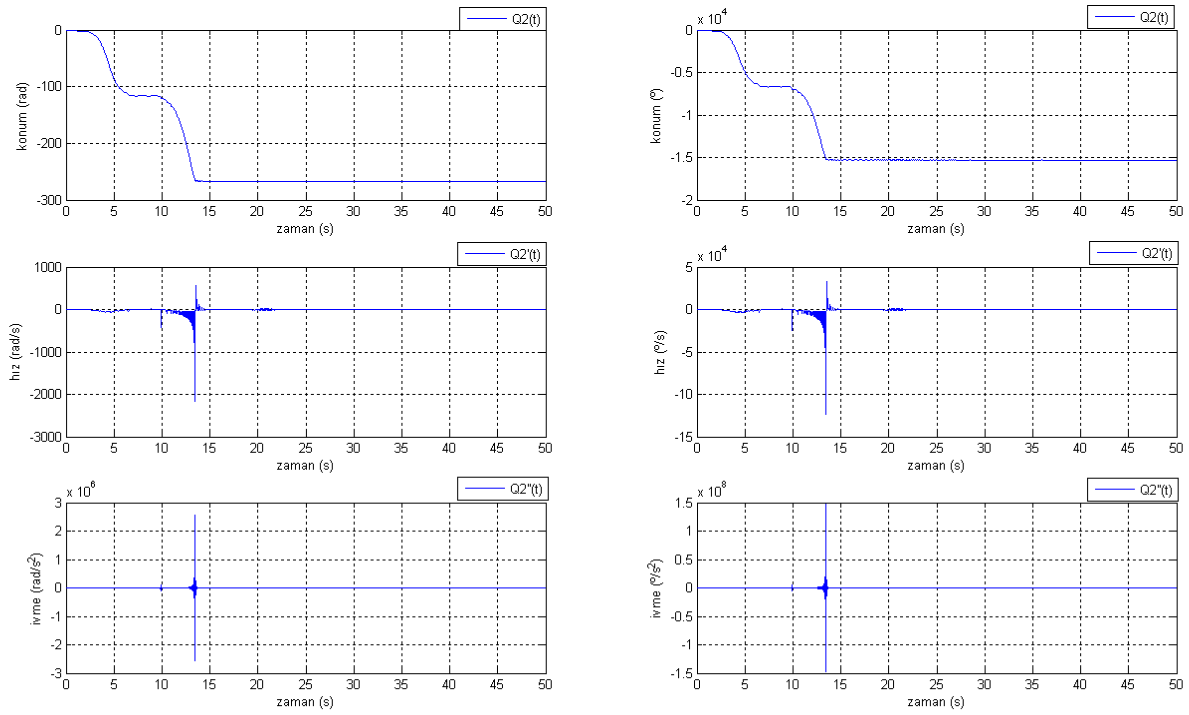 Q2(t)
0
-100
-200
-300
konum (rad)
0 5 10 15 20 25 30 35 40 45 50
zaman (s)
x 10^4
Q2(t)
0
-0.5
-1
-1.5
-2
konum (º)
0 5 10 15 20 25 30 35 40 45 50
zaman (s)
Q2'(t)
1000
0
-1000
-2000
-3000
hız (rad/s)
0 5 10 15 20 25 30 35 40 45 50
zaman (s)
x 10^4
Q2'(t)
5
0
-5
-10
-15
hız (º/s)
0 5 10 15 20 25 30 35 40 45 50
zaman (s)
x 10^6
Q2''(t)
3
2
1
0
-1
-2
-3
ivme (rad/s^2)
0 5 10 15 20 25 30 35 40 45 50
zaman (s)
x 10^8
Q2''(t)
1.5
1
0.5
0
-0.5
-1
-1.5
ivme (º/s^2)
0 5 10 15 20 25 30 35 40 45 50
zaman (s)